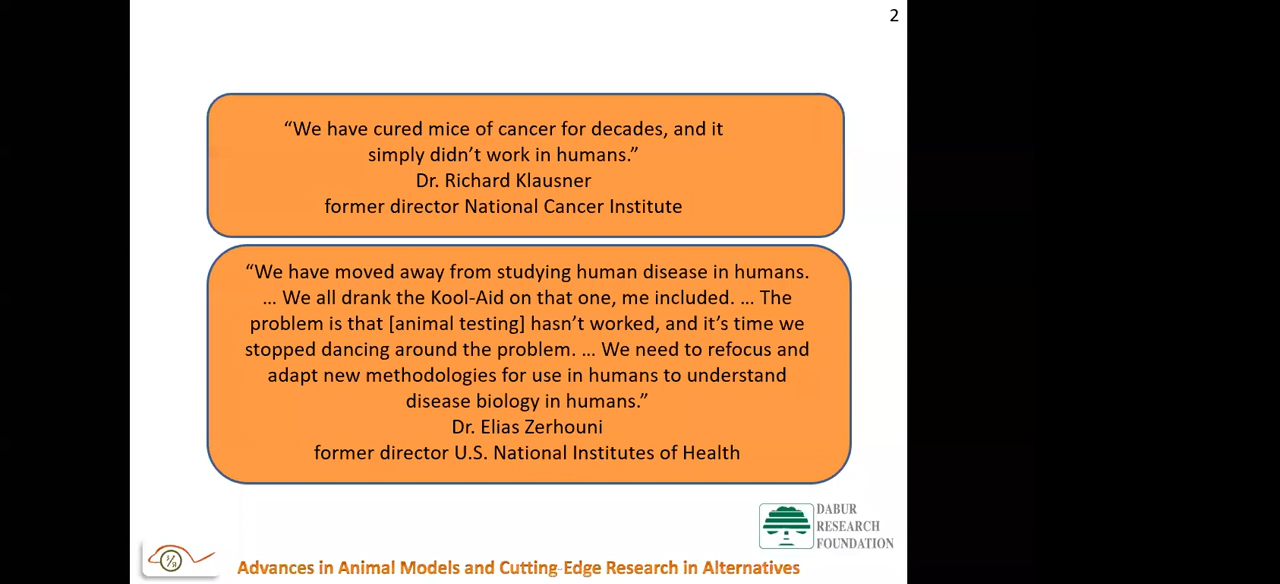 2
“We have cured mice of cancer for decades, and it
simply didn’t work in humans.”
Dr. Richard Klausner
former director National Cancer Institute
“We have moved away from studying human disease in humans.
… We all drank the Kool-Aid on that one, me included. … The
problem is that [animal testing] hasn’t worked, and it’s time we
stopped dancing around the problem. … We need to refocus and
adapt new methodologies for use in humans to understand
disease biology in humans.”
Dr. Elias Zerhouni
former director U.S. National Institutes of Health
DABUR
RESEARCH
FOUNDATION
Advances in Animal Models and Cutting-Edge Research in Alternatives